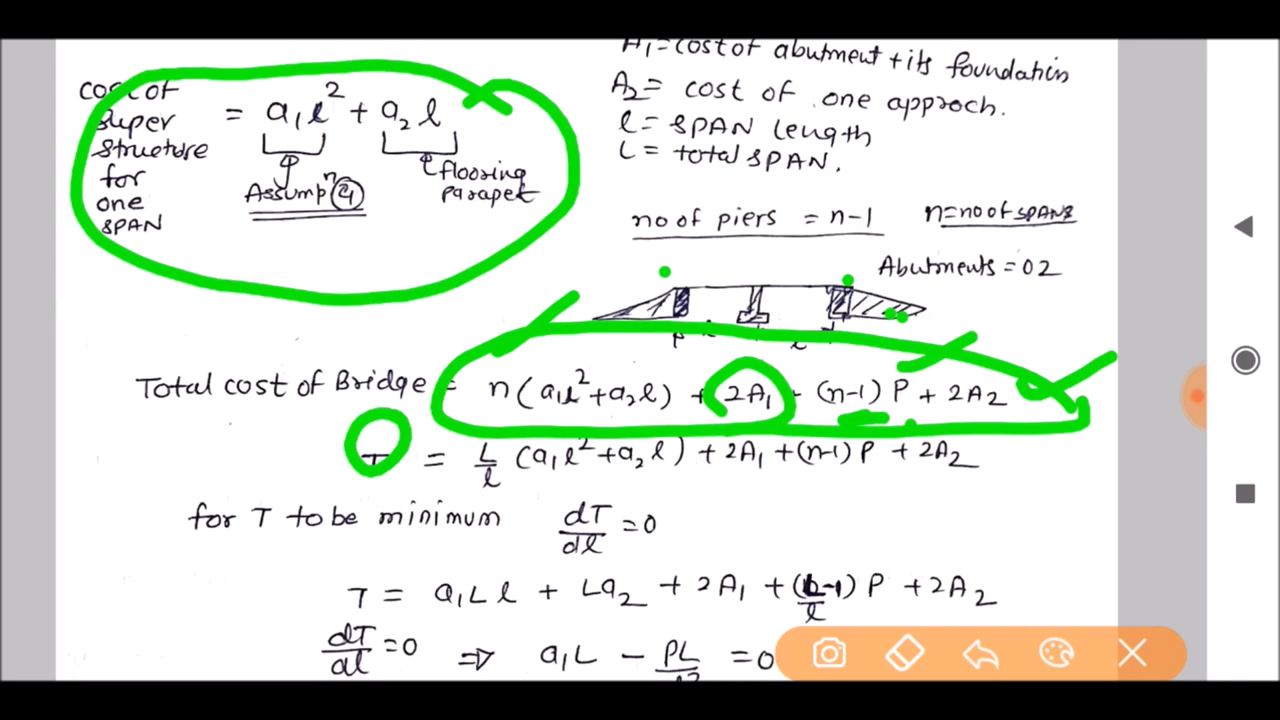 A1 = cost of abutment + its foundation
A2 = cost of one approch.
l = SPAN length
L = total SPAN.
cost of super structure for one SPAN = a1l² + a2l
Assumpⁿ 4
flooring parapet
no of piers = n-1
n = no of SPANS
Abutments = 02
Total cost of Bridge = n(a1l²+a2l) + 2A1 + (n-1) P + 2A2
T = L/l (a1l²+a2l) + 2A1 + (n-1) P + 2A2
for T to be minimum dT/dl = 0
T = a1Ll + La2 + 2A1 + (L/l-1) P + 2A2
dT/dl = 0 ⇒ a1L - PL/l² = 0